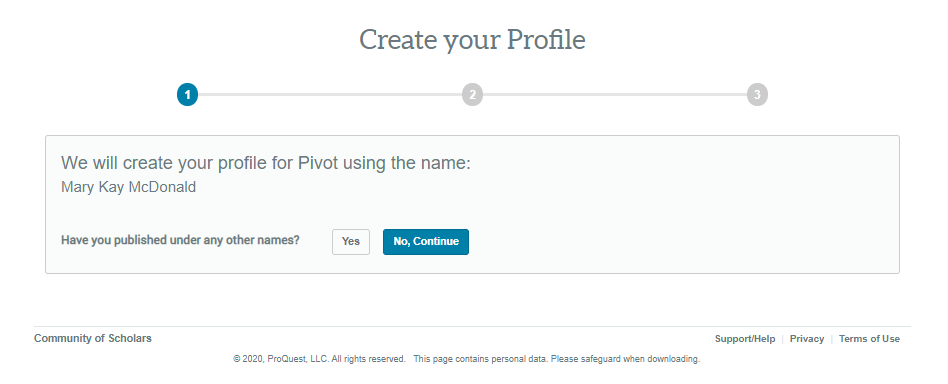 Create your Profile
1 2 3
We will create your profile for Pivot using the name:
Mary Kay McDonald
Have you published under any other names? Yes No, Continue
Community of Scholars Support/Help | Privacy | Terms of Use
© 2020, ProQuest, LLC. All rights reserved. This page contains personal data. Please safeguard when downloading.